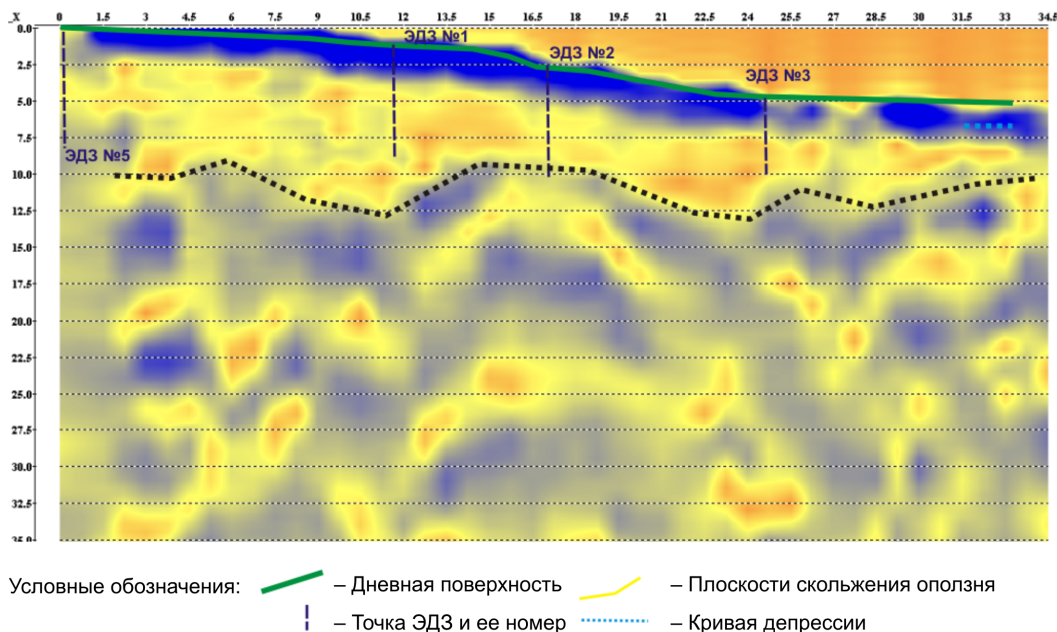 _X 0 1.5 3 4.5 6 7.5 9 10.5 12 13.5 15 16.5 18 19.5 21 22.5 24 25.5 27 28.5 30 31.5 33 34.5
0.0
ЭДЗ №1
ЭДЗ №2
2.5
ЭДЗ №3
5.0
7.5
ЭДЗ №5
10.0
12.5
15.0
17.5
20.0
22.5
25.0
27.5
30.0
32.5
35.0
Условные обозначения: – Дневная поверхность – Плоскости скольжения оползня
– Точка ЭДЗ и ее номер – Кривая депрессии